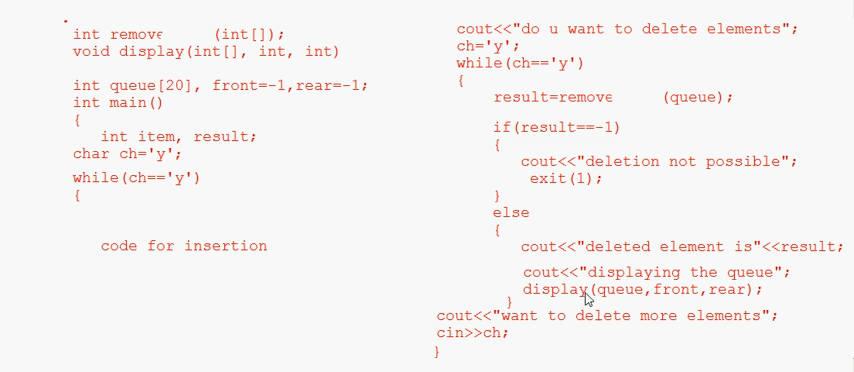 int remove (int[]);
void display(int[], int, int)
int queue[20], front=-1,rear=-1;
int main()
{
int item, result;
char ch='y';
while(ch=='y')
{
code for insertion
cout<<"do u want to delete elements";
ch='y';
while(ch=='y')
{
result=remove (queue);
if(result==-1)
{
cout<<"deletion not possible";
exit(1);
}
else
{
cout<<"deleted element is"<<result;
cout<<"displaying the queue";
display(queue,front,rear);
}
cout<<"want to delete more elements";
cin>>ch;
}